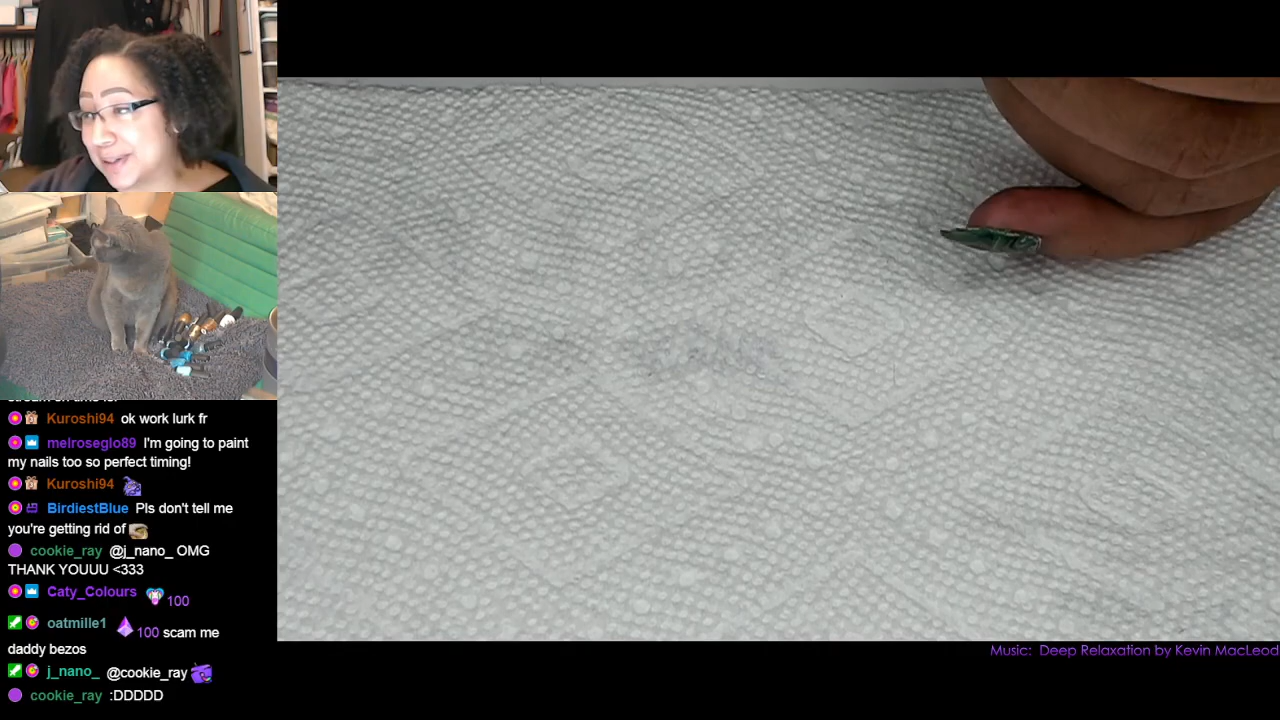 Kuroshi94 ok work lurk fr
melroseglo89 I'm going to paint
my nails too so perfect timing!
Kuroshi94
BirdiestBlue Pls don't tell me
you're getting rid of
cookie_ray @j_nano_ OMG
THANK YOUUU <333
Caty_Colours 100
oatmille1 100 scam me
daddy bezos
j_nano_ @cookie_ray
cookie_ray :DDDDD
Music: Deep Relaxation by Kevin MacLeod